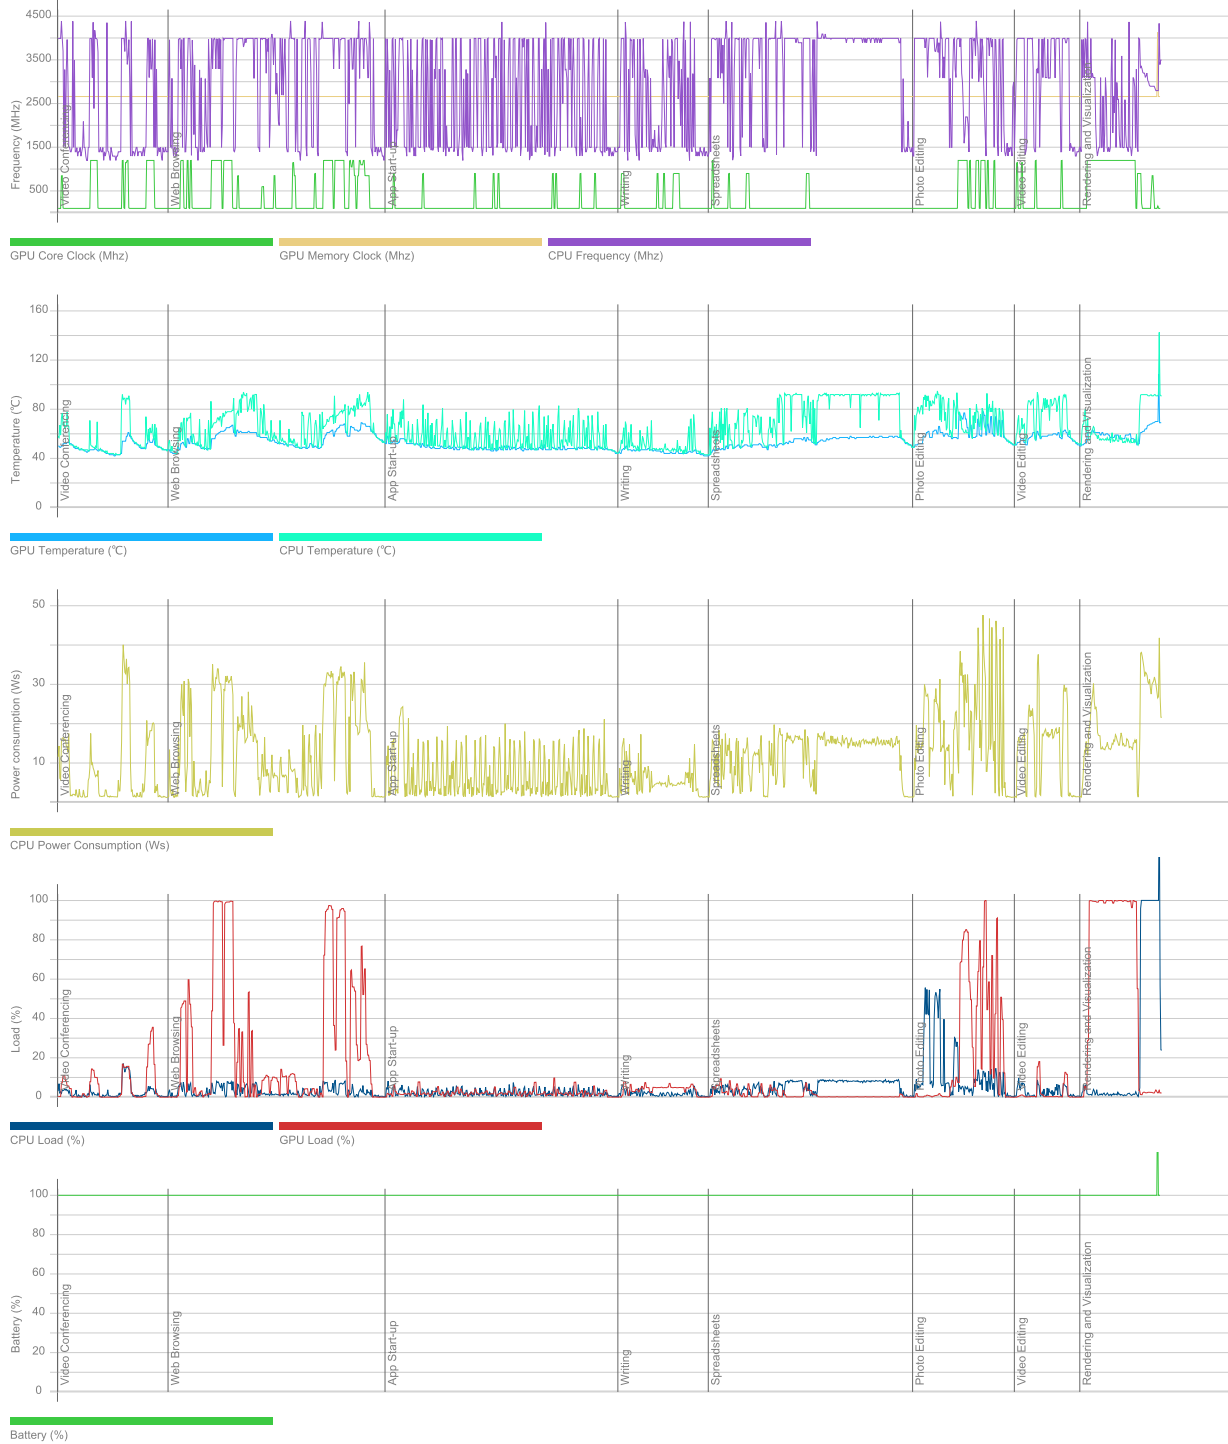 4500
3500
2500
1500
500
Frequency (MHz)
Video Conferencing
Web Browsing
App Start-up
Writing
Spreadsheets
Photo Editing
Video Editing
Rendering and Visualization
GPU Core Clock (Mhz)
GPU Memory Clock (Mhz)
CPU Frequency (Mhz)
160
120
80
40
0
Temperature (℃)
Video Conferencing
Web Browsing
App Start-up
Writing
Spreadsheets
Photo Editing
Video Editing
Rendering and Visualization
GPU Temperature (℃)
CPU Temperature (℃)
50
30
10
Power consumption (Ws)
Video Conferencing
Web Browsing
App Start-up
Writing
Spreadsheets
Photo Editing
Video Editing
Rendering and Visualization
CPU Power Consumption (Ws)
100
80
60
40
20
0
Load (%)
Video Conferencing
Web Browsing
App Start-up
Writing
Spreadsheets
Photo Editing
Video Editing
Rendering and Visualization
CPU Load (%)
GPU Load (%)
100
80
60
40
20
0
Battery (%)
Video Conferencing
Web Browsing
App Start-up
Writing
Spreadsheets
Photo Editing
Video Editing
Rendering and Visualization
Battery (%)